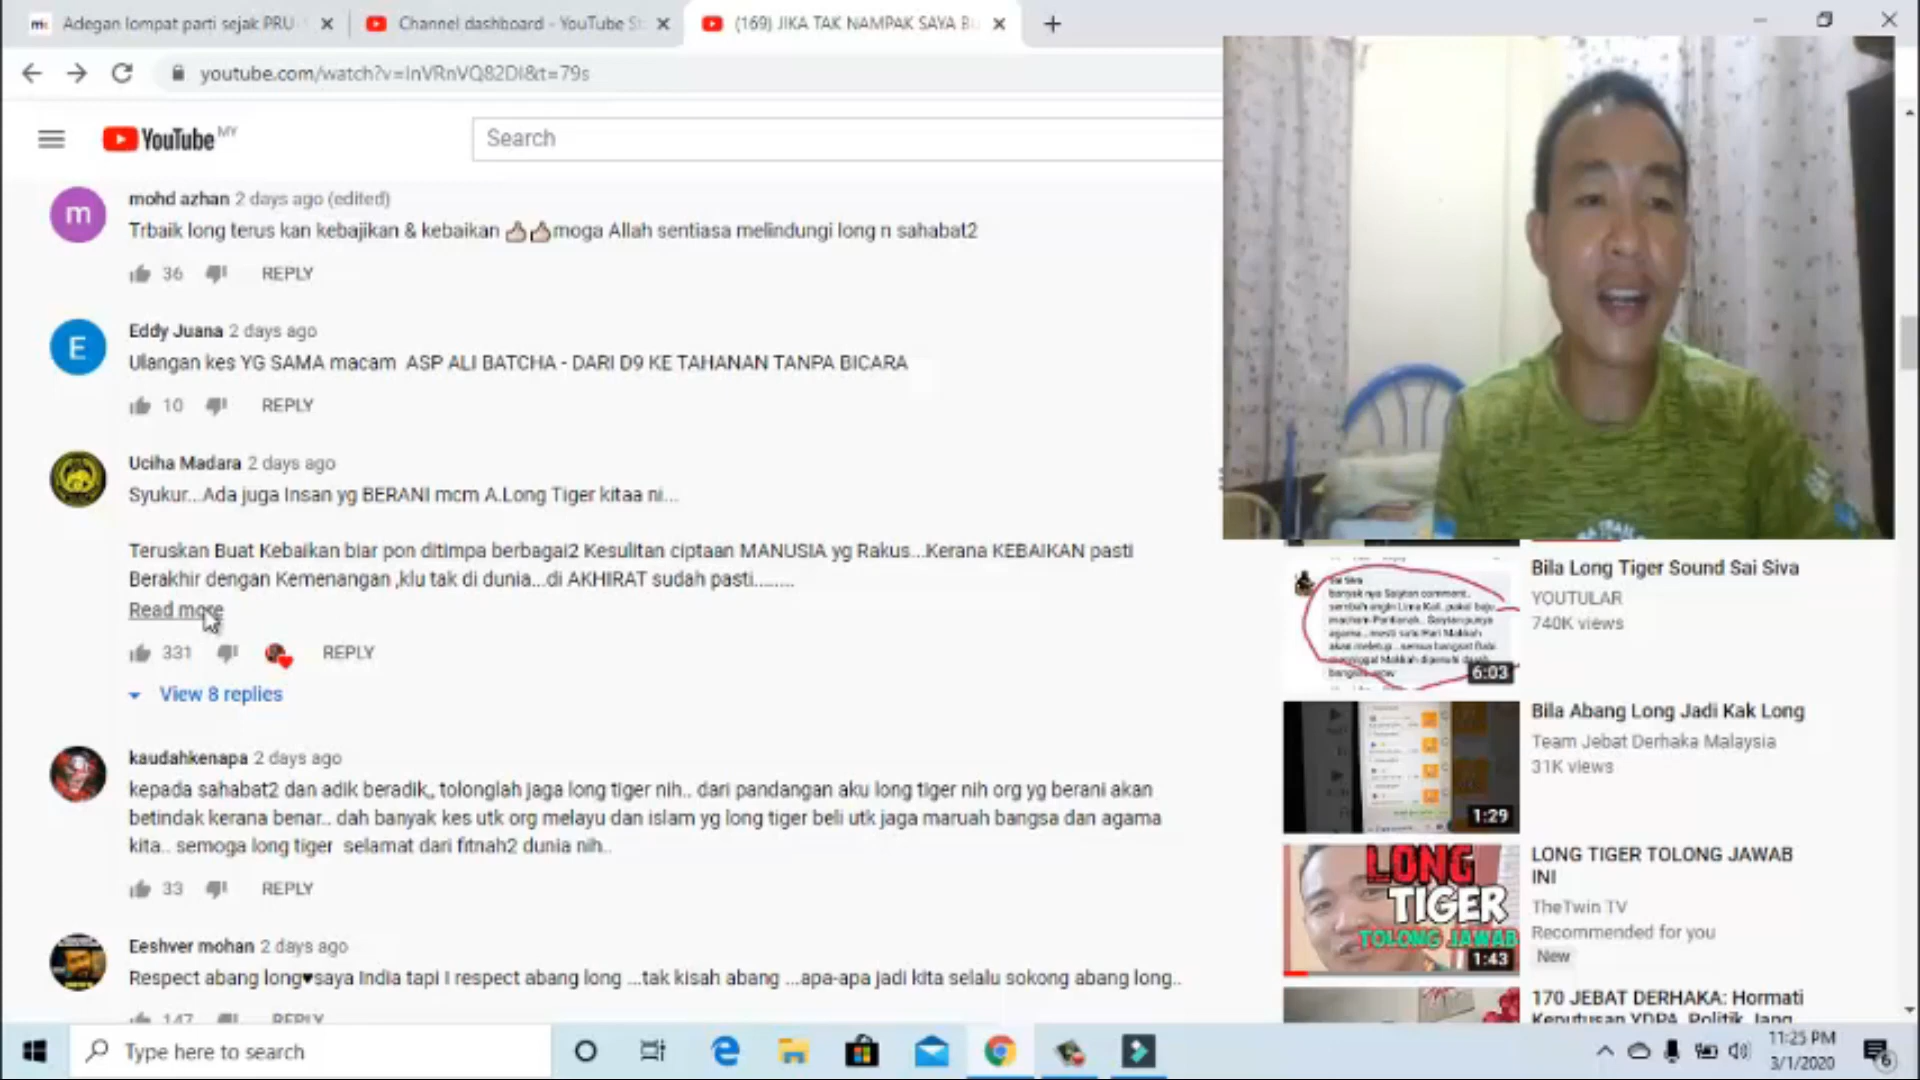 Adegan lompat parti sejak PRU
Channel dashboard - YouTube S
(169) JIKA TAK NAMPAK SAYA B
youtube.com/watch?v=InVRnVQ82DI&t=79s
YouTube MY
Search
mohd azhan 2 days ago (edited)
Trbaik long terus kan kebajikan & kebaikan 👍👍moga Allah sentiasa melindungi long n sahabat2
36 REPLY
Eddy Juana 2 days ago
Ulangan kes YG SAMA macam ASP ALI BATCHA - DARI D9 KE TAHANAN TANPA BICARA
10 REPLY
Uciha Madara 2 days ago
Syukur...Ada juga Insan yg BERANI mcm A.Long Tiger kitaa ni...
Teruskan Buat Kebaikan biar pon ditimpa berbagai2 Kesulitan ciptaan MANUSIA yg Rakus...Kerana KEBAIKAN pasti
Berakhir dengan Kemenangan ,klu tak di dunia...di AKHIRAT sudah pasti........
Read more
331 REPLY
View 8 replies
kaudahkenapa 2 days ago
kepada sahabat2 dan adik beradik,, tolonglah jaga long tiger nih.. dari pandangan aku long tiger nih org yg berani akan
betindak kerana benar.. dah banyak kes utk org melayu dan islam yg long tiger beli utk jaga maruah bangsa dan agama
kita.. semoga long tiger selamat dari fitnah2 dunia nih..
33 REPLY
Eeshver mohan 2 days ago
Respect abang long♥saya India tapi I respect abang long ...tak kisah abang ...apa-apa jadi kita selalu sokong abang long..
147 REPLY
Sai Siva
6:03
Bila Long Tiger Sound Sai Siva
YOUTULAR
740K views
1:29
Bila Abang Long Jadi Kak Long
Team Jebat Derhaka Malaysia
31K views
LONG
TIGER
TOLONG JAWAB
1:43
LONG TIGER TOLONG JAWAB
INI
TheTwin TV
Recommended for you
New
170 JEBAT DERHAKA: Hormati
Keputusan YDPA, Politik Jang
Type here to search
11:25 PM
3/1/2020
6